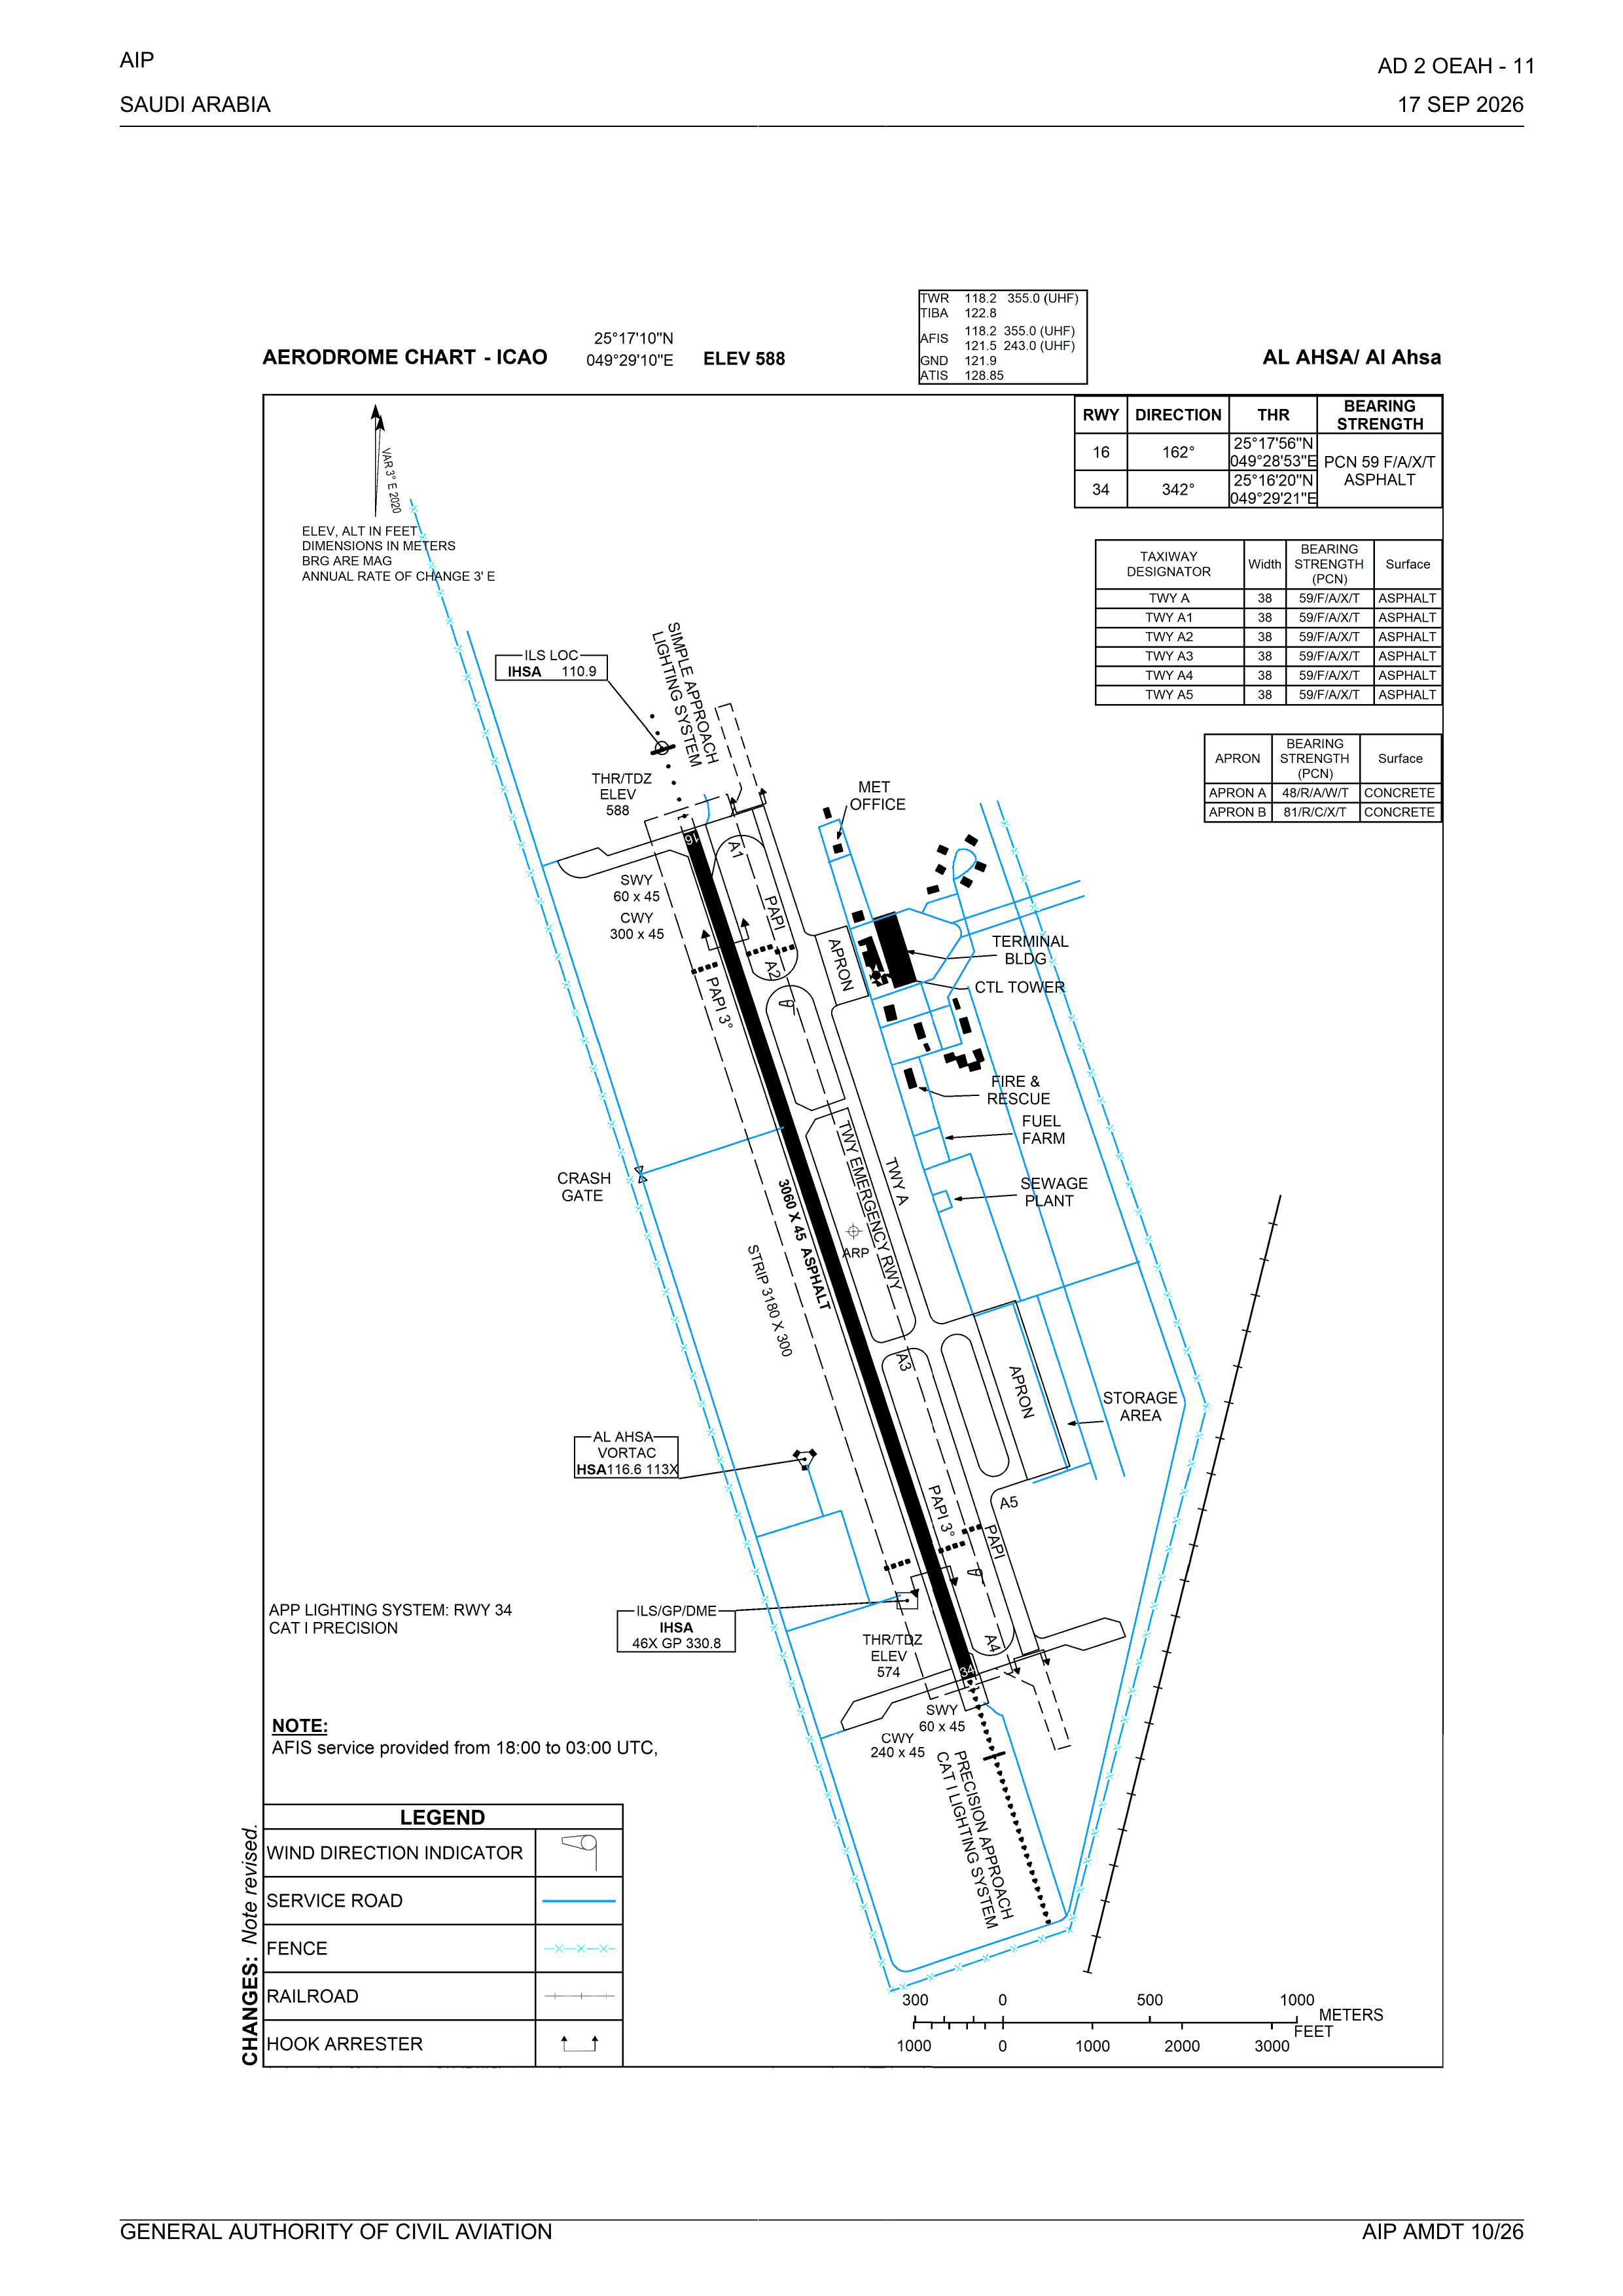 AIP
AD 2 OEAH - 11
SAUDI ARABIA
17 SEP 2026
TWR 118.2 355.0 (UHF)
TIBA 122.8
AFIS 118.2 355.0 (UHF)
121.5 243.0 (UHF)
GND 121.9
ATIS 128.85
AERODROME CHART - ICAO
25°17'10"N
049°29'10"E
ELEV 588
AL AHSA/ Al Ahsa
RWY DIRECTION THR BEARING STRENGTH
16 162° 25°17'56"N 049°28'53"E PCN 59 F/A/X/T ASPHALT
34 342° 25°16'20"N 049°29'21"E
VAR 3° E 2020
ELEV, ALT IN FEET
DIMENSIONS IN METERS
BRG ARE MAG
ANNUAL RATE OF CHANGE 3' E
TAXIWAY DESIGNATOR Width BEARING STRENGTH (PCN) Surface
TWY A 38 59/F/A/X/T ASPHALT
TWY A1 38 59/F/A/X/T ASPHALT
TWY A2 38 59/F/A/X/T ASPHALT
TWY A3 38 59/F/A/X/T ASPHALT
TWY A4 38 59/F/A/X/T ASPHALT
TWY A5 38 59/F/A/X/T ASPHALT
APRON BEARING STRENGTH (PCN) Surface
APRON A 48/R/A/W/T CONCRETE
APRON B 81/R/C/X/T CONCRETE
ILS LOC
IHSA 110.9
SIMPLE APPROACH
LIGHTING SYSTEM
THR/TDZ
ELEV
588
MET
OFFICE
16
A1
SWY
60 x 45
CWY
300 x 45
PAPI
A2
PAPI 3°
APRON
TERMINAL
BLDG
CTL TOWER
FIRE &
RESCUE
FUEL
FARM
SEWAGE
PLANT
CRASH
GATE
TWY EMERGENCY RWY
TWY A
3060 X 45 ASPHALT
STRIP 3180 X 300
ARP
A3
APRON
STORAGE
AREA
AL AHSA
VORTAC
HSA116.6 113X
PAPI 3°
PAPI
A5
APP LIGHTING SYSTEM: RWY 34
CAT I PRECISION
ILS/GP/DME
IHSA
46X GP 330.8
THR/TDZ
ELEV
574
A4
34
SWY
60 x 45
CWY
240 x 45
PRECISION APPROACH
CAT I LIGHTING SYSTEM
NOTE:
AFIS service provided from 18:00 to 03:00 UTC,
LEGEND
WIND DIRECTION INDICATOR
SERVICE ROAD
FENCE
RAILROAD
HOOK ARRESTER
CHANGES: Note revised.
300 0 500 1000
METERS
FEET
1000 0 1000 2000 3000
GENERAL AUTHORITY OF CIVIL AVIATION
AIP AMDT 10/26